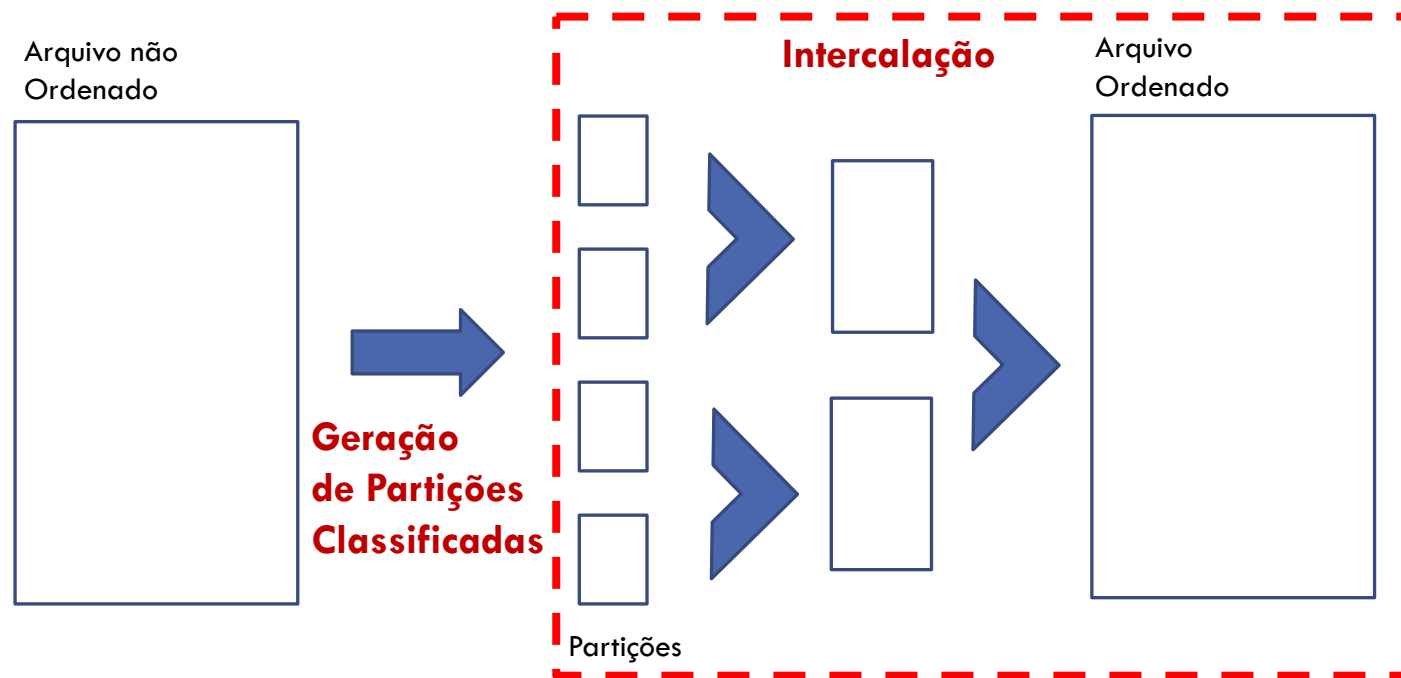 Arquivo não
Ordenado
Geração
de Partições
Classificadas
Intercalação
Partições
Arquivo
Ordenado